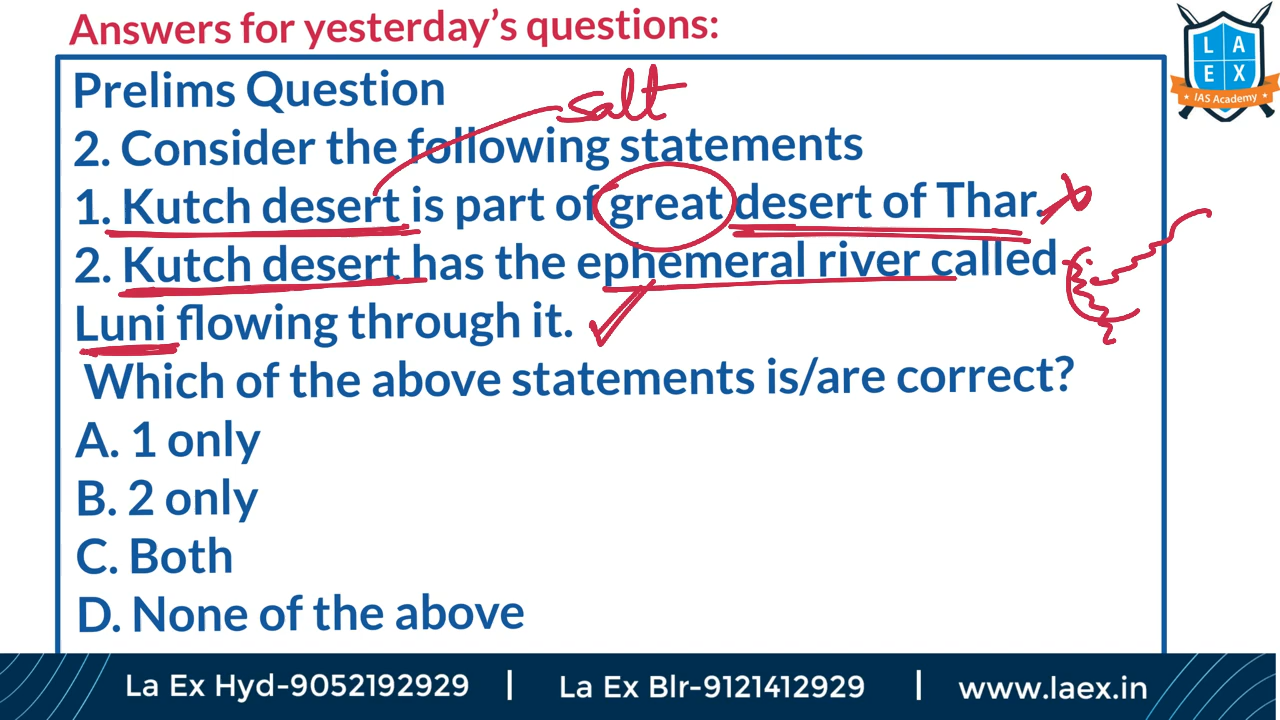 Answers for yesterday's questions:
L A
E X
IAS Academy
Prelims Question
salt
2. Consider the following statements
1. Kutch desert is part of great desert of Thar.
2. Kutch desert has the ephemeral river called
Luni flowing through it.
Which of the above statements is/are correct?
A. 1 only
B. 2 only
C. Both
D. None of the above
La Ex Hyd-9052192929 | La Ex Blr-9121412929 | www.laex.in